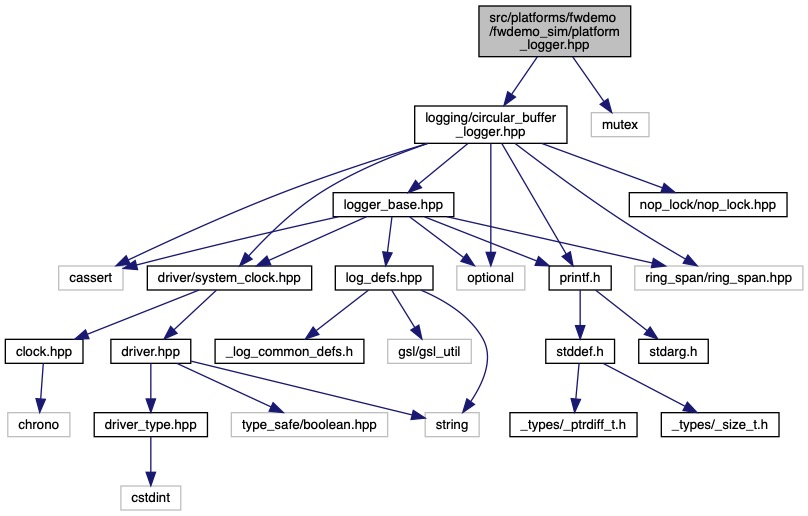 src/platforms/fwdemo
/fwdemo_sim/platform
_logger.hpp
logging/circular_buffer
_logger.hpp
mutex
logger_base.hpp
nop_lock/nop_lock.hpp
cassert
driver/system_clock.hpp
log_defs.hpp
optional
printf.h
ring_span/ring_span.hpp
clock.hpp
driver.hpp
_log_common_defs.h
gsl/gsl_util
stddef.h
stdarg.h
chrono
driver_type.hpp
type_safe/boolean.hpp
string
_types/_ptrdiff_t.h
_types/_size_t.h
cstdint